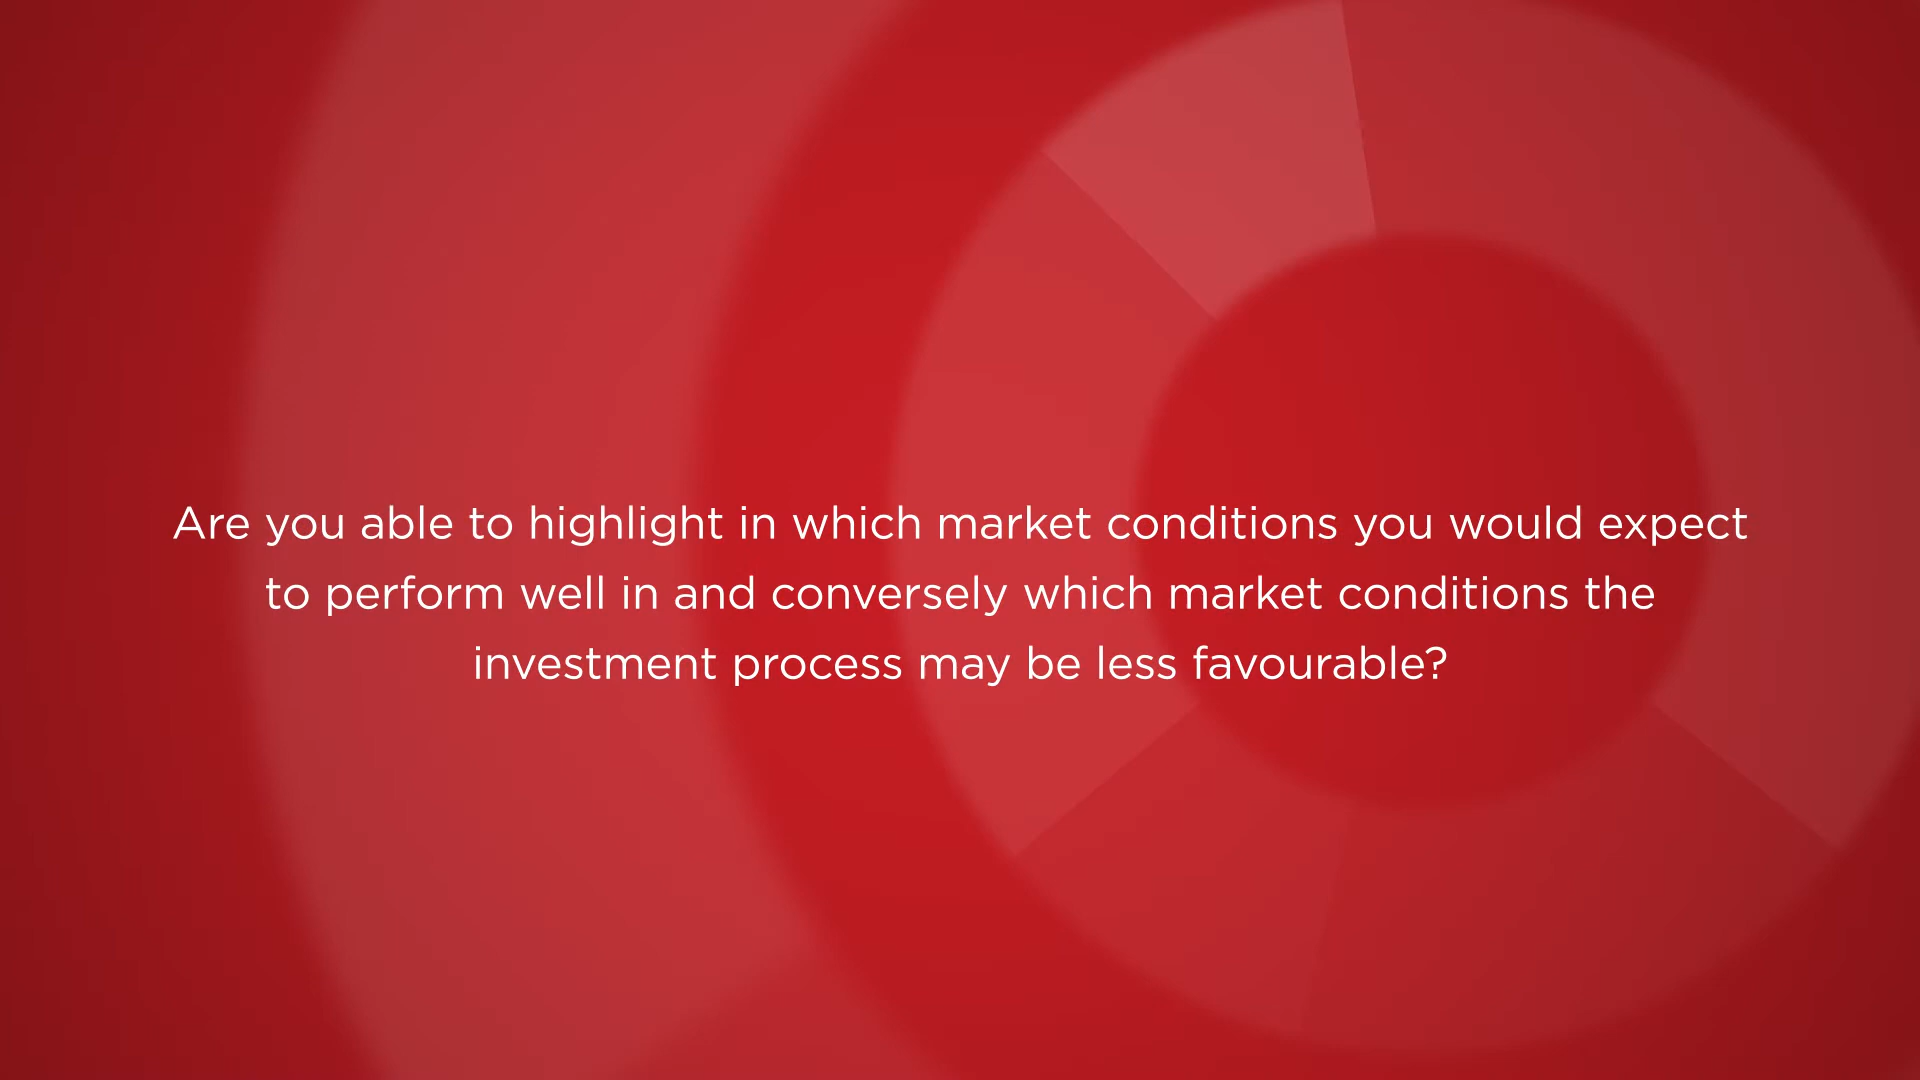 Are you able to highlight in which market conditions you would expect
to perform well in and conversely which market conditions the
investment process may be less favourable?